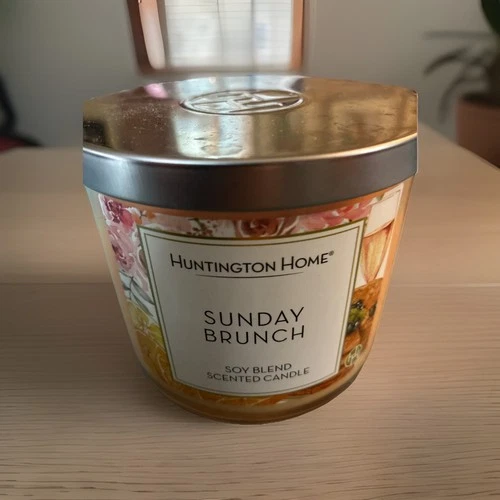 HUNTINGTON HOME®
SUNDAY
BRUNCH
SOY BLEND
SCENTED CANDLE